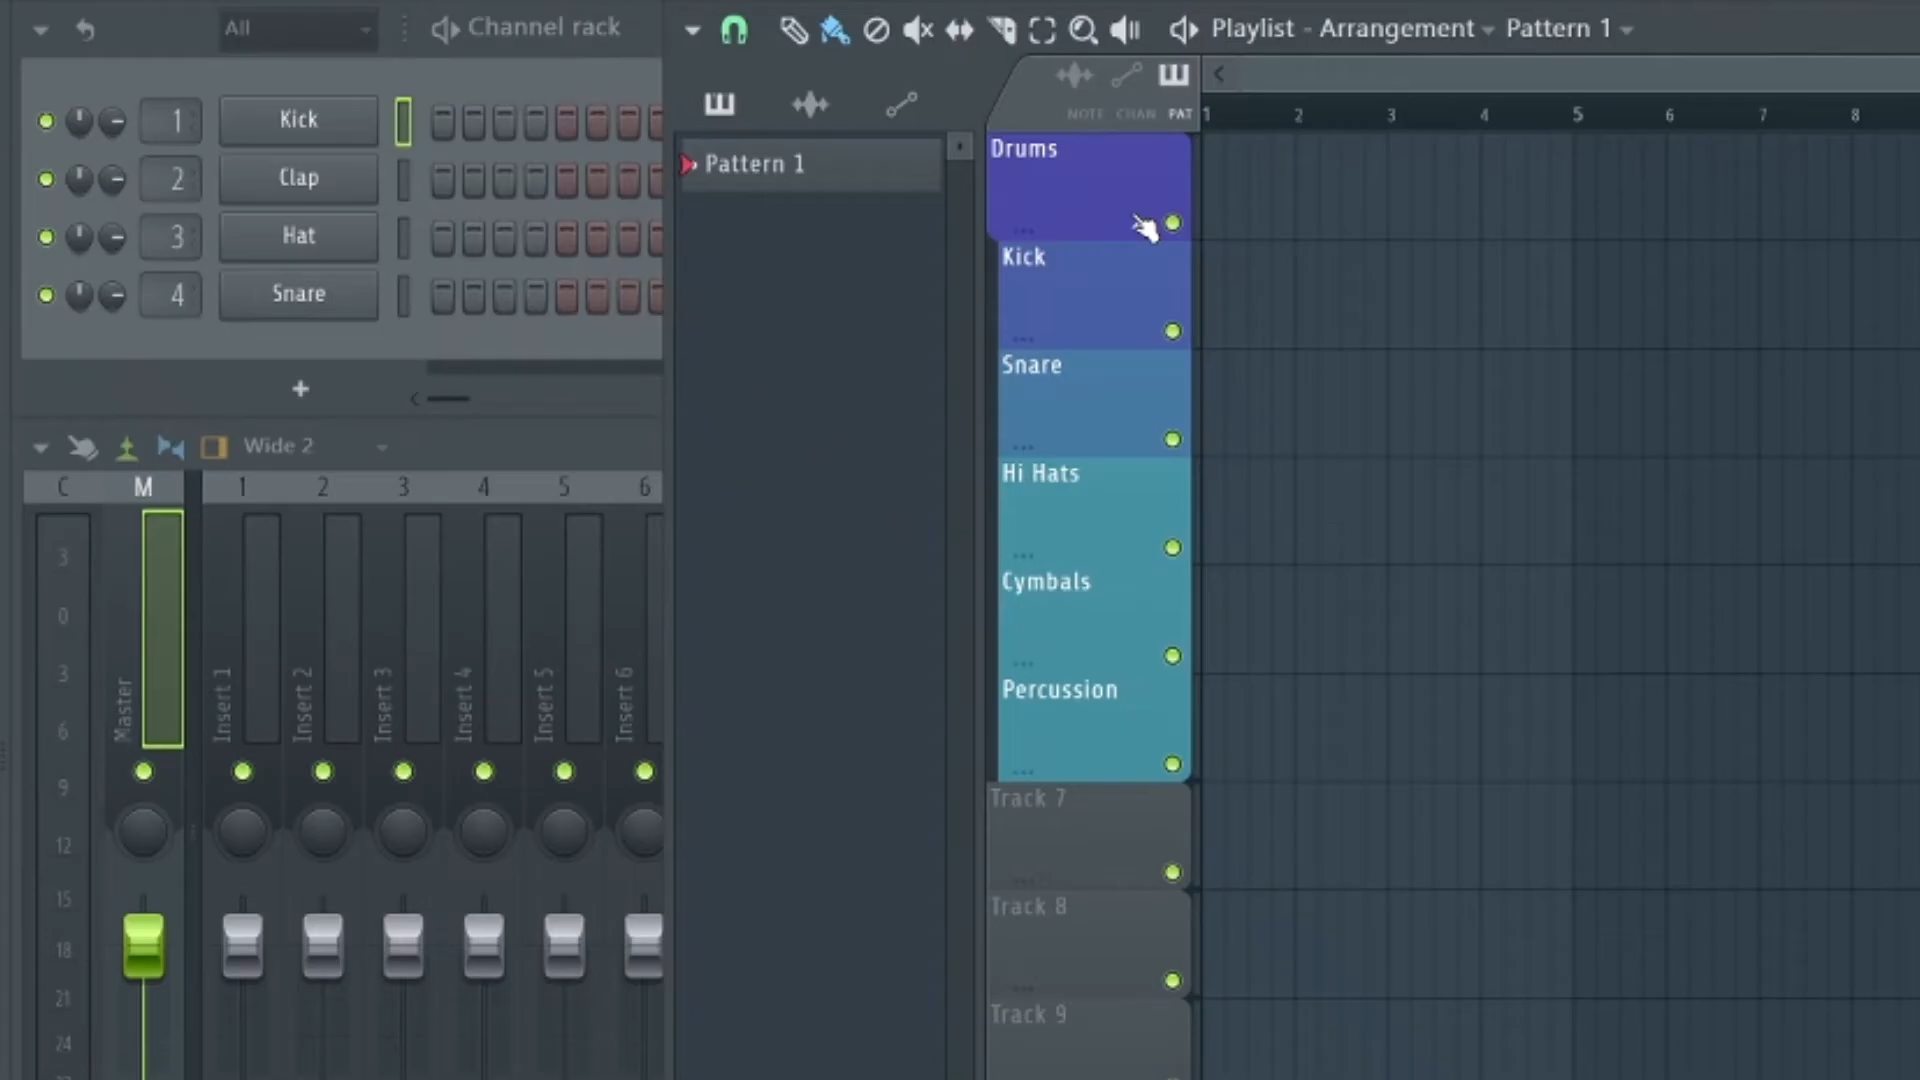 All
Channel rack
1 Kick
2 Clap
3 Hat
4 Snare
+
Wide 2
C M 1 2 3 4 5 6
3
0
3
6
9
12
15
18
21
24
Master
Insert 1
Insert 2
Insert 3
Insert 4
Insert 5
Insert 6
Playlist - Arrangement Pattern 1
NOTE CHAN PAT
1 2 3 4 5 6 7 8
Pattern 1
Drums
Kick
Snare
Hi Hats
Cymbals
Percussion
Track 7
Track 8
Track 9